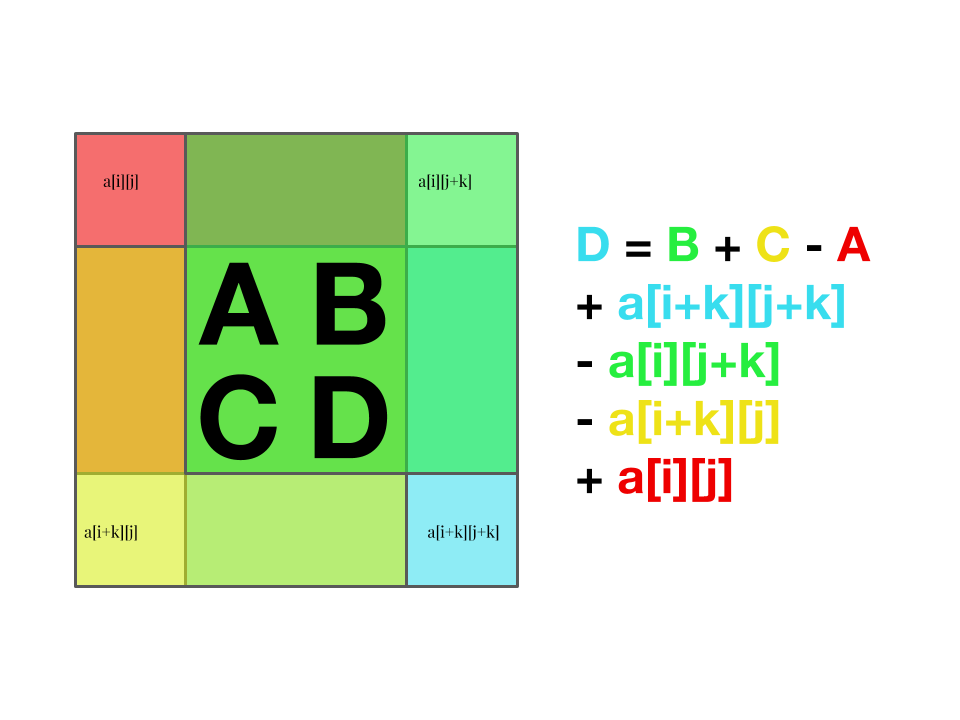 a[i][j]
a[i][j+k]
A B
C D
a[i+k][j]
a[i+k][j+k]
D = B + C - A
+ a[i+k][j+k]
- a[i][j+k]
- a[i+k][j]
+ a[i][j]